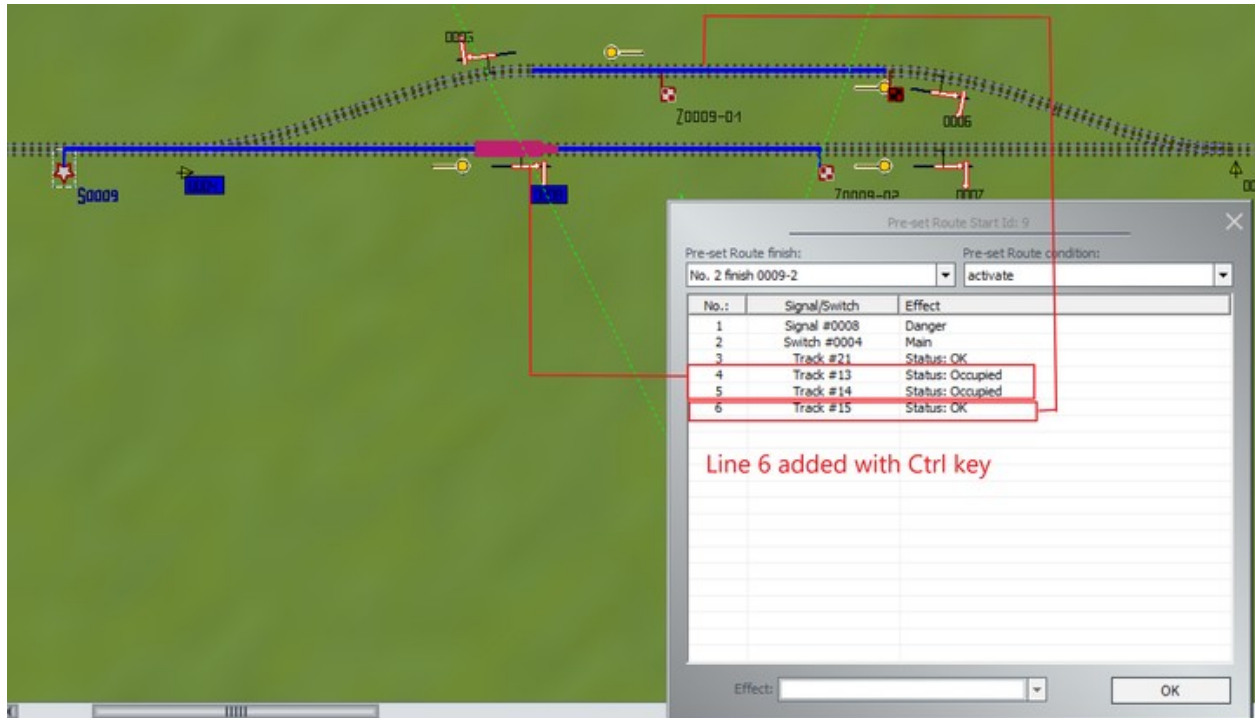 0005
Z0009-01
0006
S0009
Z0009-02
0007
Pre-set Route Start Id: 9
Pre-set Route finish: Pre-set Route condition:
No. 2 finish 0009-2 activate
No.: Signal/Switch Effect
1 Signal #0008 Danger
2 Switch #0004 Main
3 Track #21 Status: OK
4 Track #13 Status: Occupied
5 Track #14 Status: Occupied
6 Track #15 Status: OK
Line 6 added with Ctrl key
Effect: OK